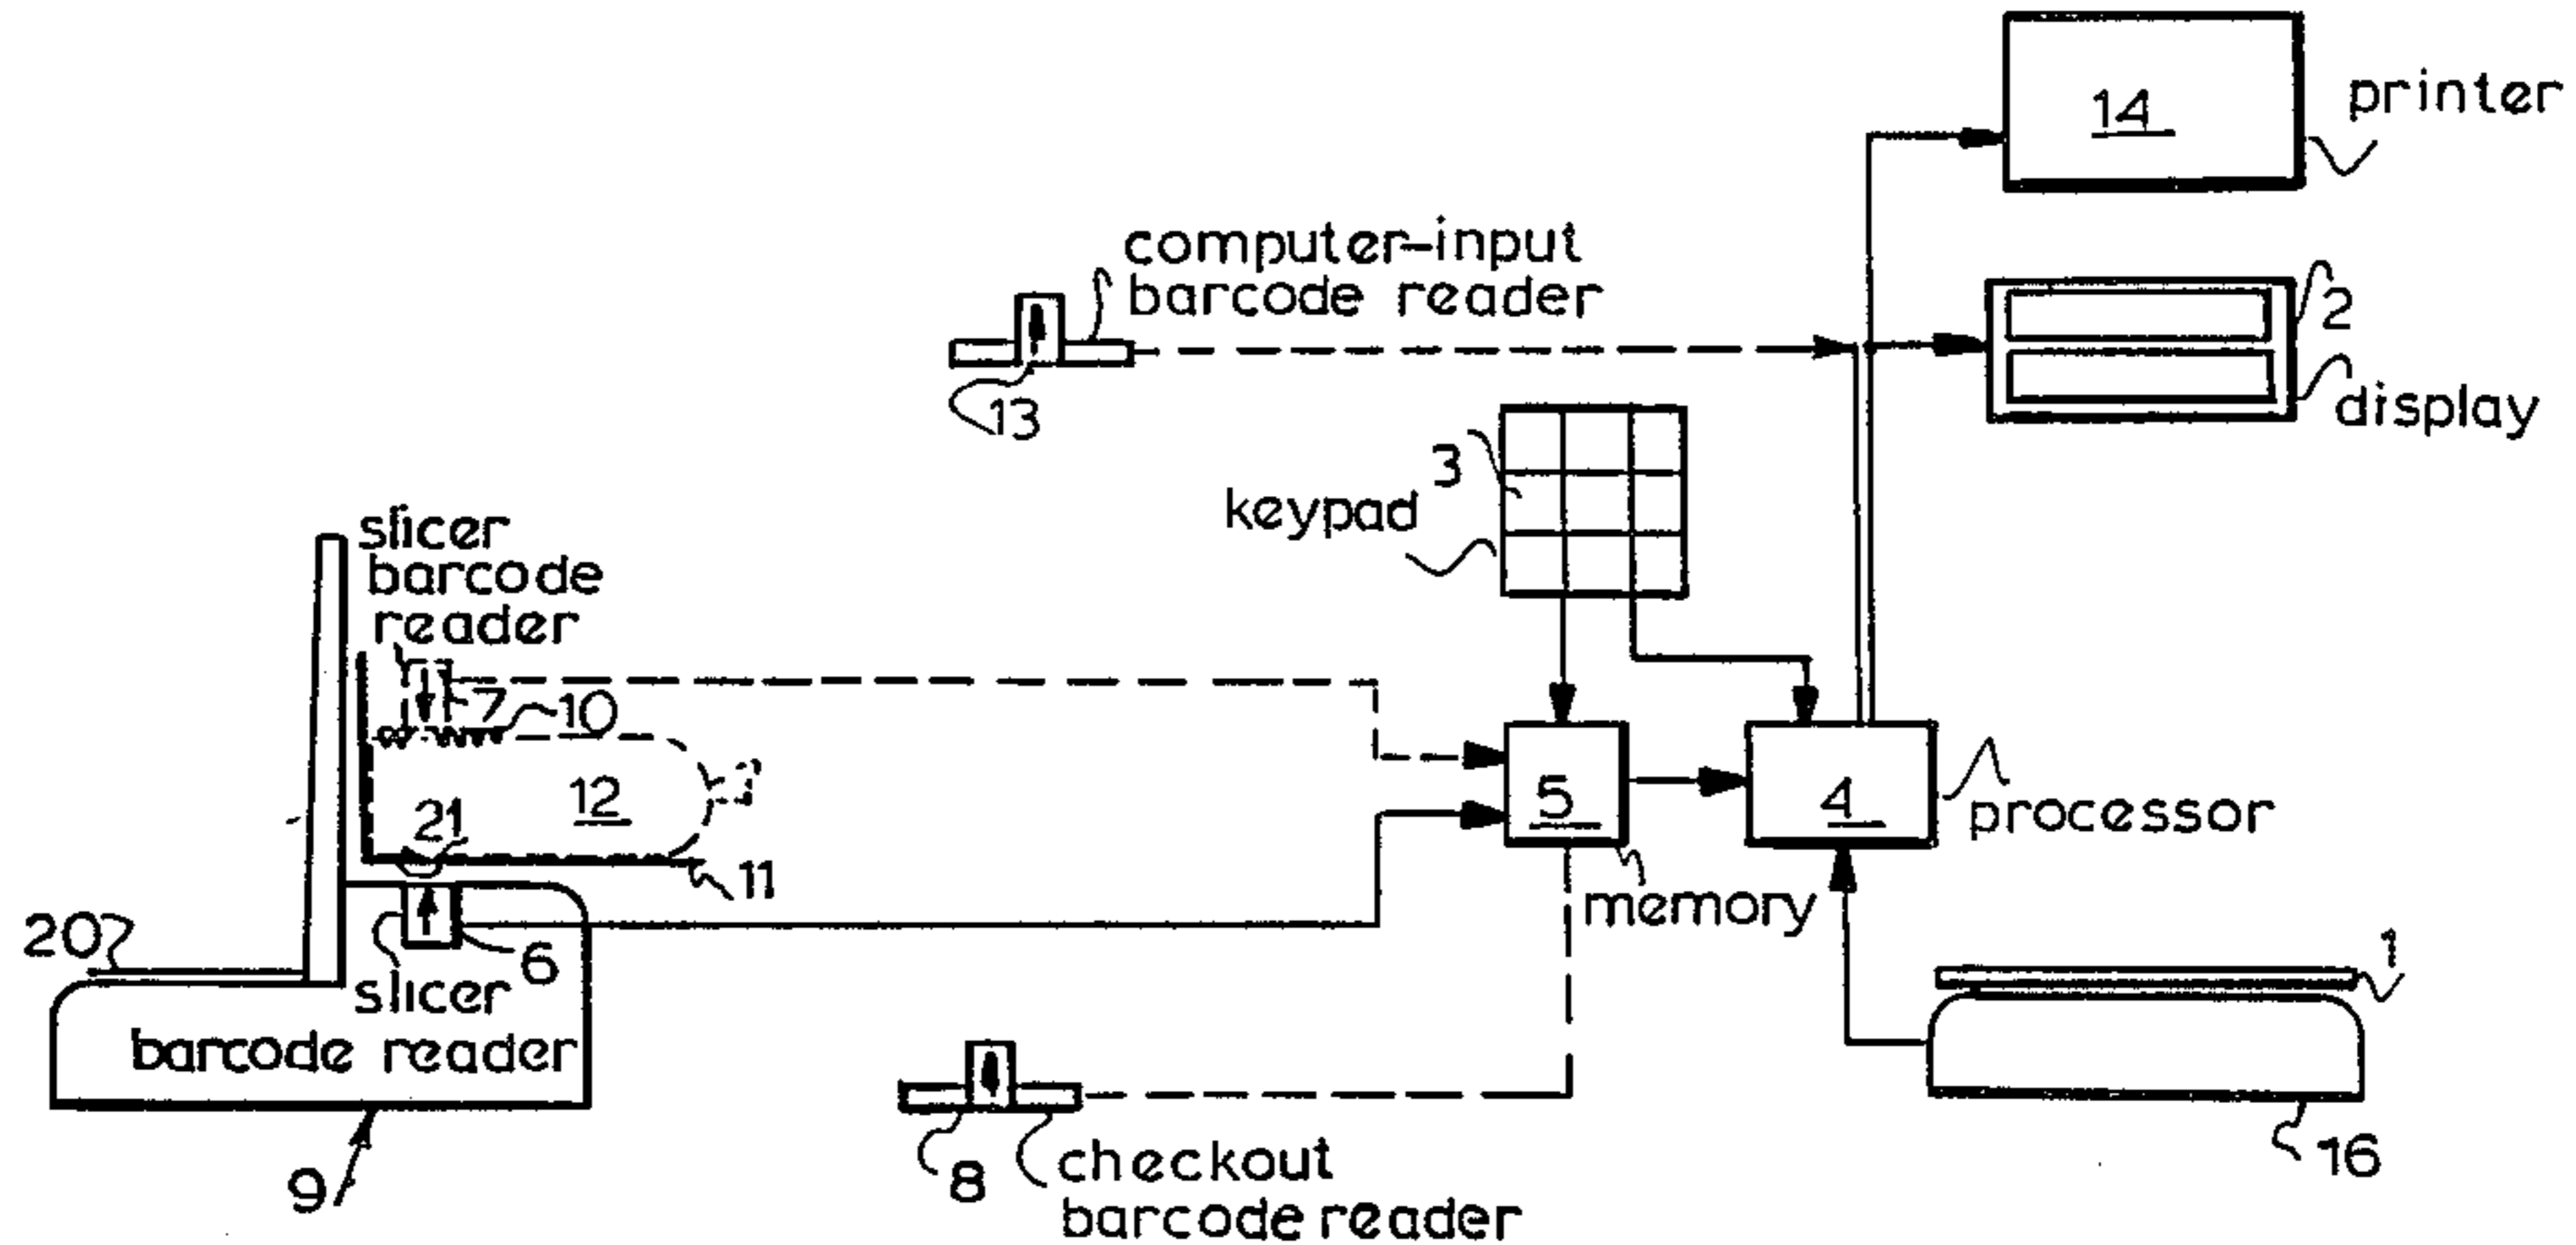 14
printer
computer-input
barcode reader
13
2
display
3
keypad
slicer
barcode
reader
7
10
12
21
11
5
4
processor
memory
20
6
slicer
barcode reader
1
16
9
8
checkout
barcode reader